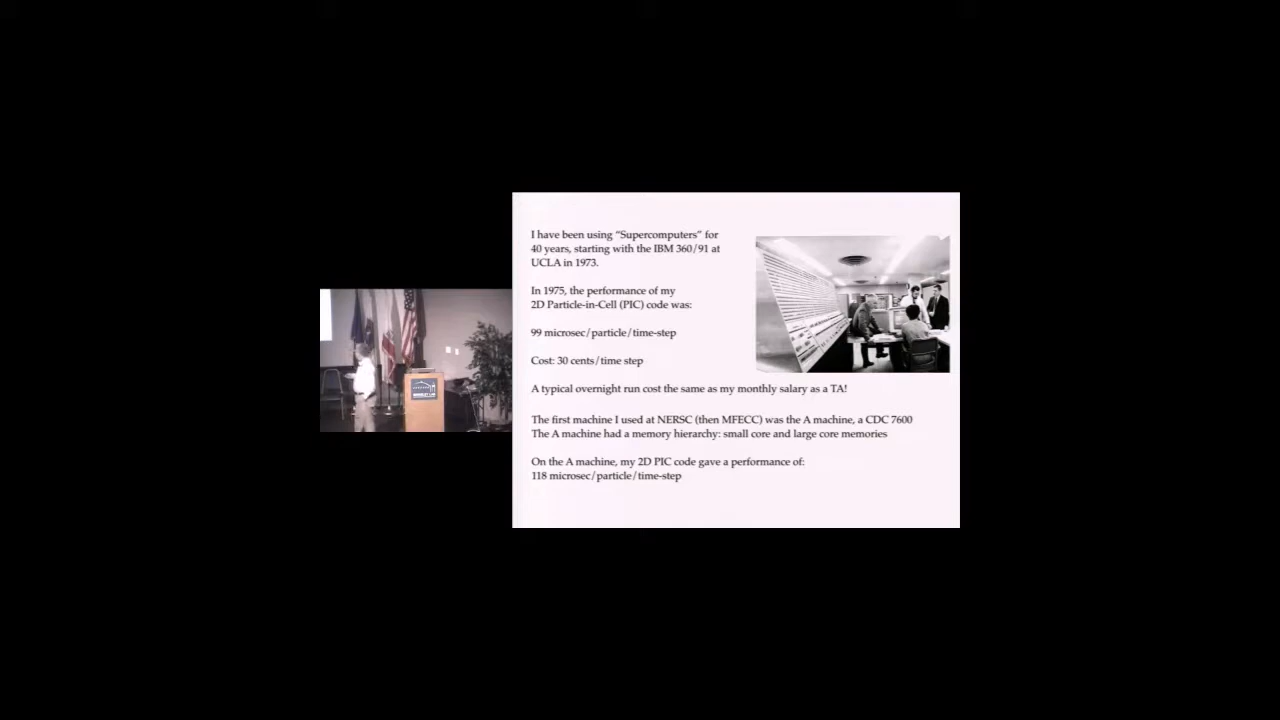 I have been using “Supercomputers” for
40 years, starting with the IBM 360/91 at
UCLA in 1973.
In 1975, the performance of my
2D Particle-in-Cell (PIC) code was:
99 microsec/particle/time-step
Cost: 30 cents/time step
A typical overnight run cost the same as my monthly salary as a TA!
The first machine I used at NERSC (then MFECC) was the A machine, a CDC 7600
The A machine had a memory hierarchy: small core and large core memories
On the A machine, my 2D PIC code gave a performance of:
118 microsec/particle/time-step
BERKELEY LAB